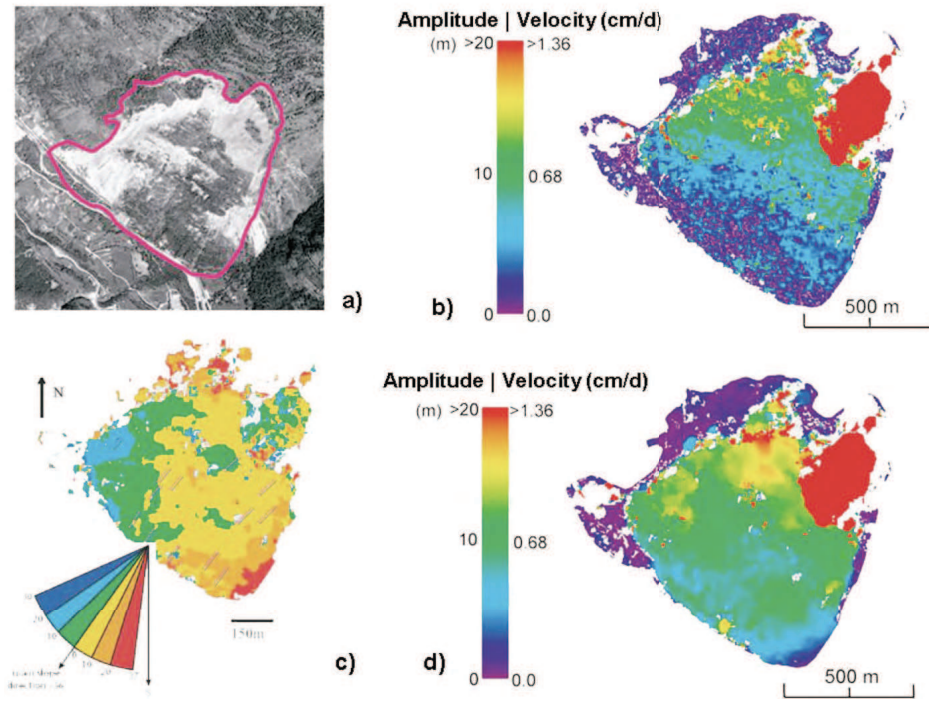 Amplitude | Velocity (cm/d)
(m) >20 >1.36
10 0.68
0 0.0
a)
b)
500 m
N
150m
c)
Amplitude | Velocity (cm/d)
(m) >20 >1.36
10 0.68
0 0.0
d)
500 m